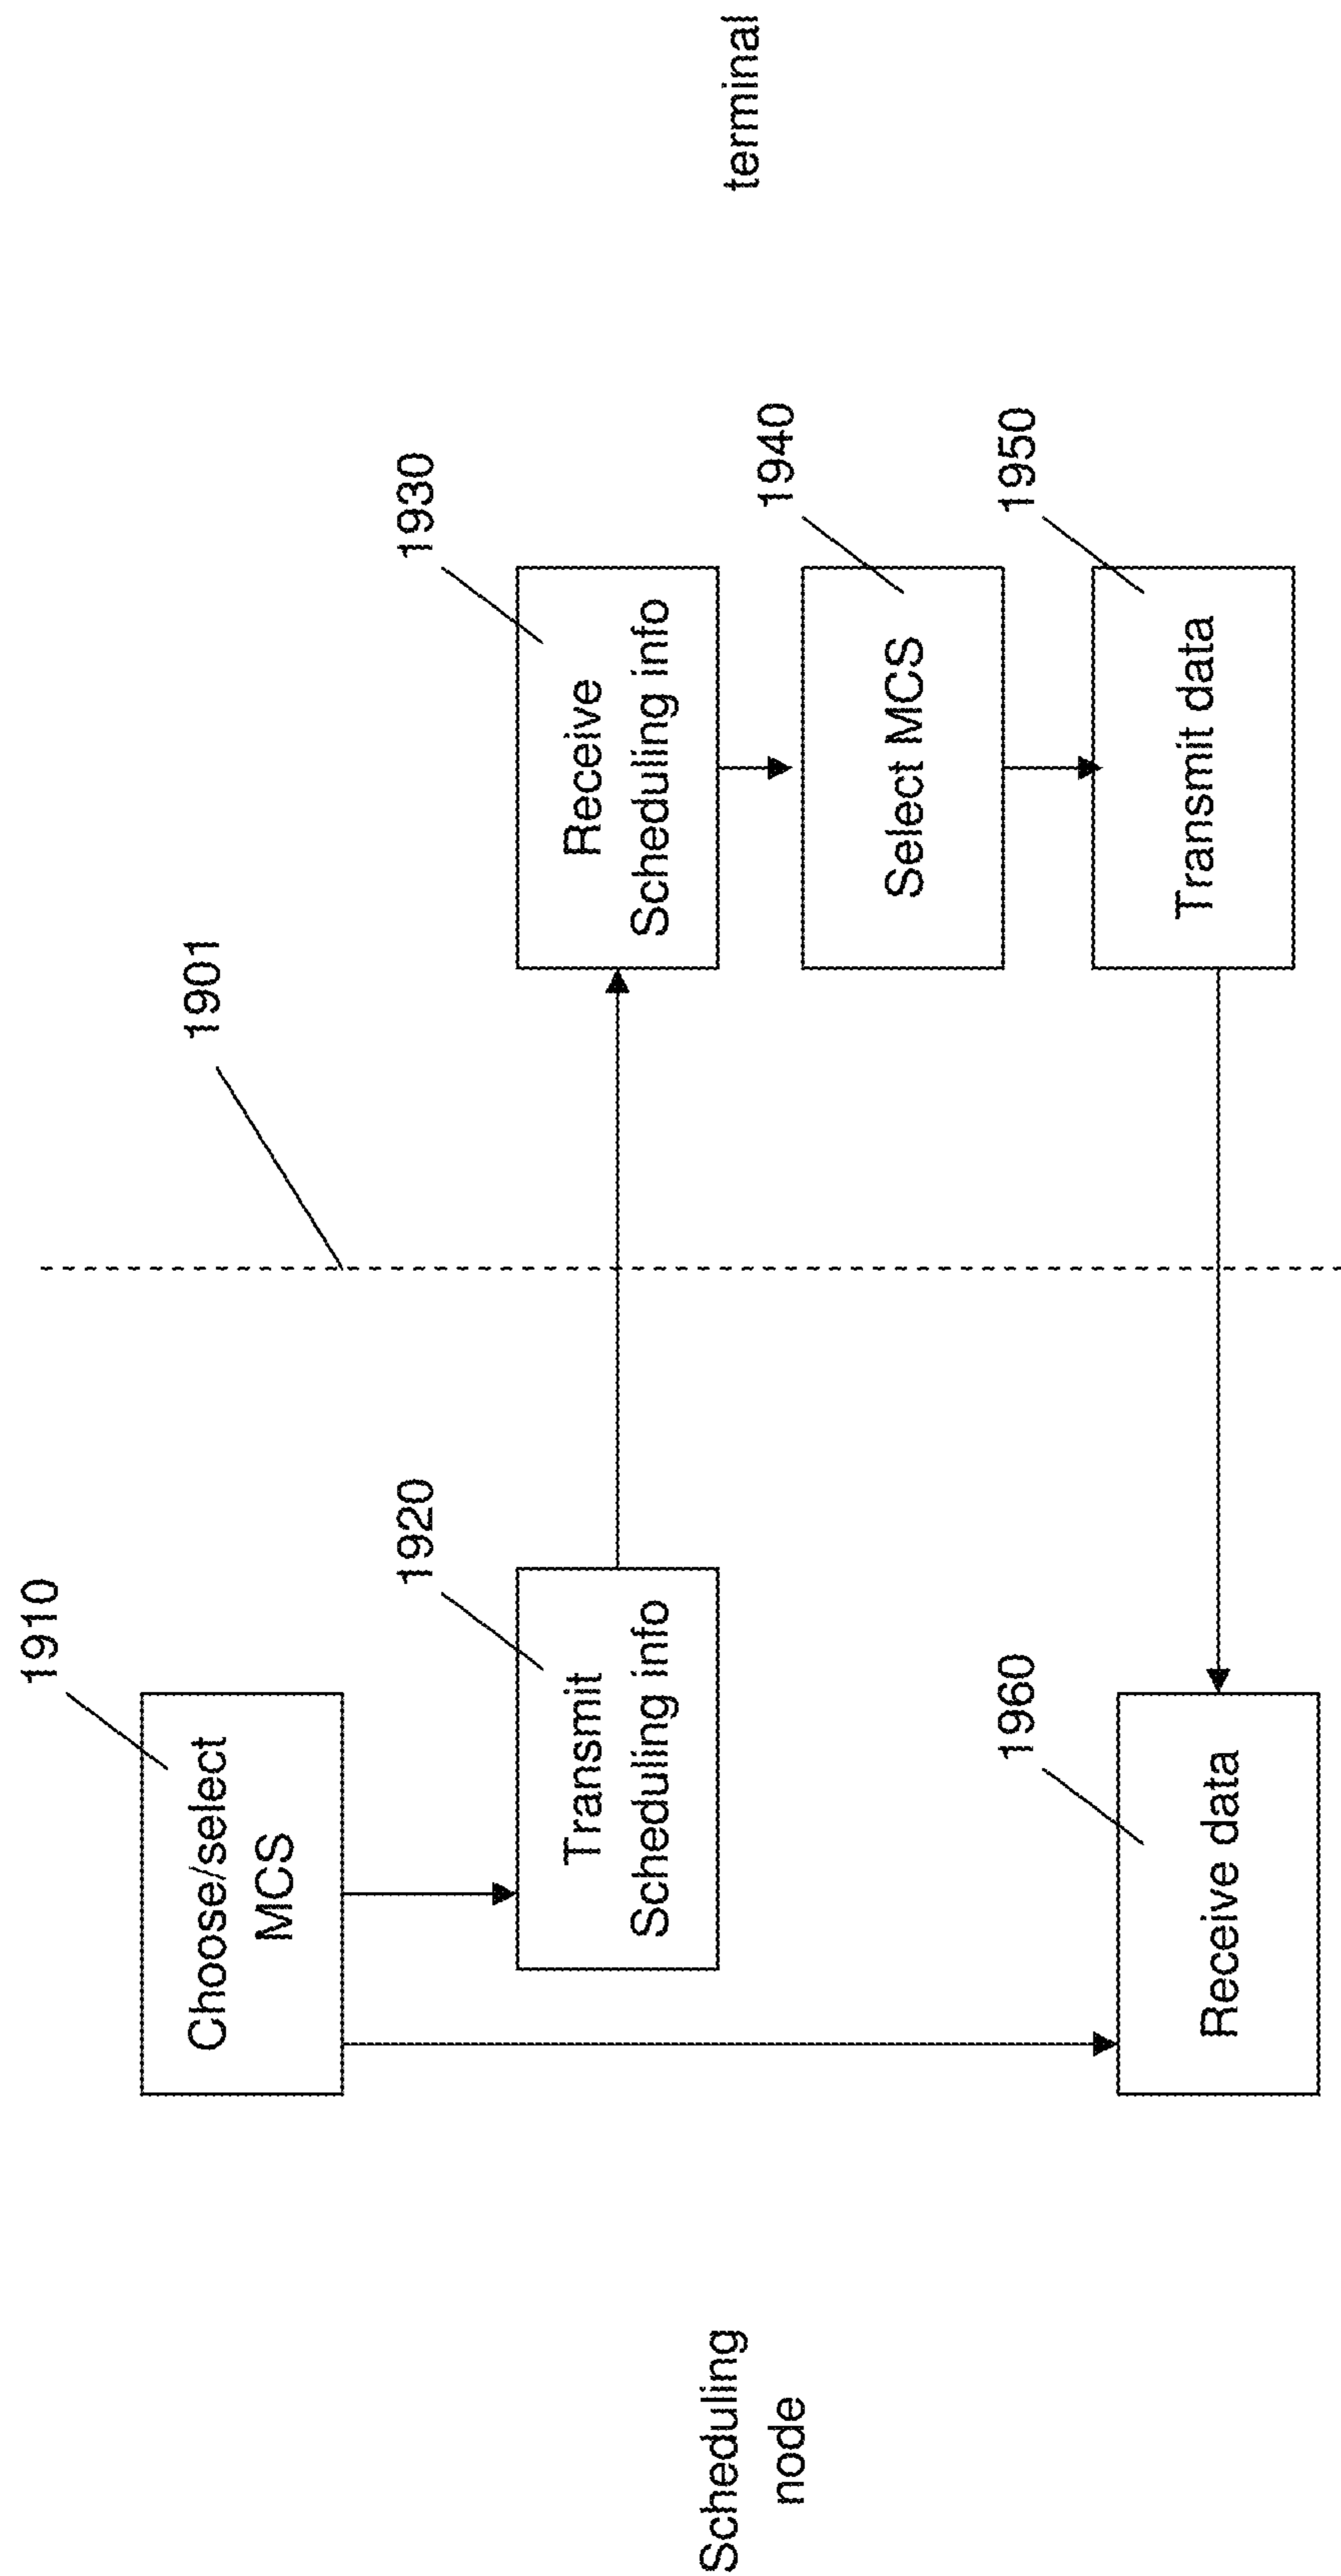 1910
Choose/select
MCS
1901
1920
Transmit
Scheduling info
1930
Receive
Scheduling info
Scheduling
node
terminal
1940
Select MCS
1960
Receive data
1950
Transmit data